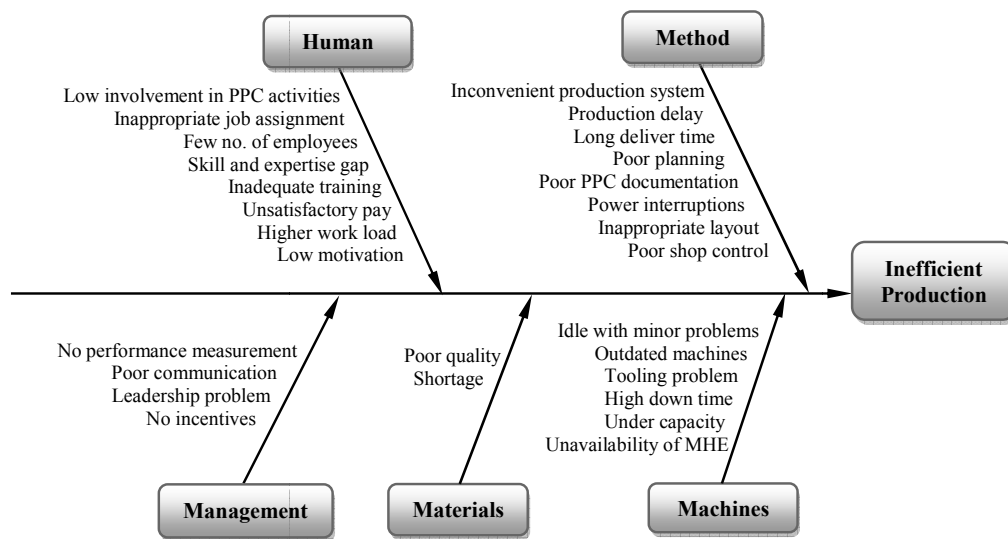 Human
Low involvement in PPC activities
Inappropriate job assignment
Few no. of employees
Skill and expertise gap
Inadequate training
Unsatisfactory pay
Higher work load
Low motivation
Method
Inconvenient production system
Production delay
Long deliver time
Poor planning
Poor PPC documentation
Power interruptions
Inappropriate layout
Poor shop control
Inefficient
Production
No performance measurement
Poor communication
Leadership problem
No incentives
Management
Poor quality
Shortage
Materials
Idle with minor problems
Outdated machines
Tooling problem
High down time
Under capacity
Unavailability of MHE
Machines